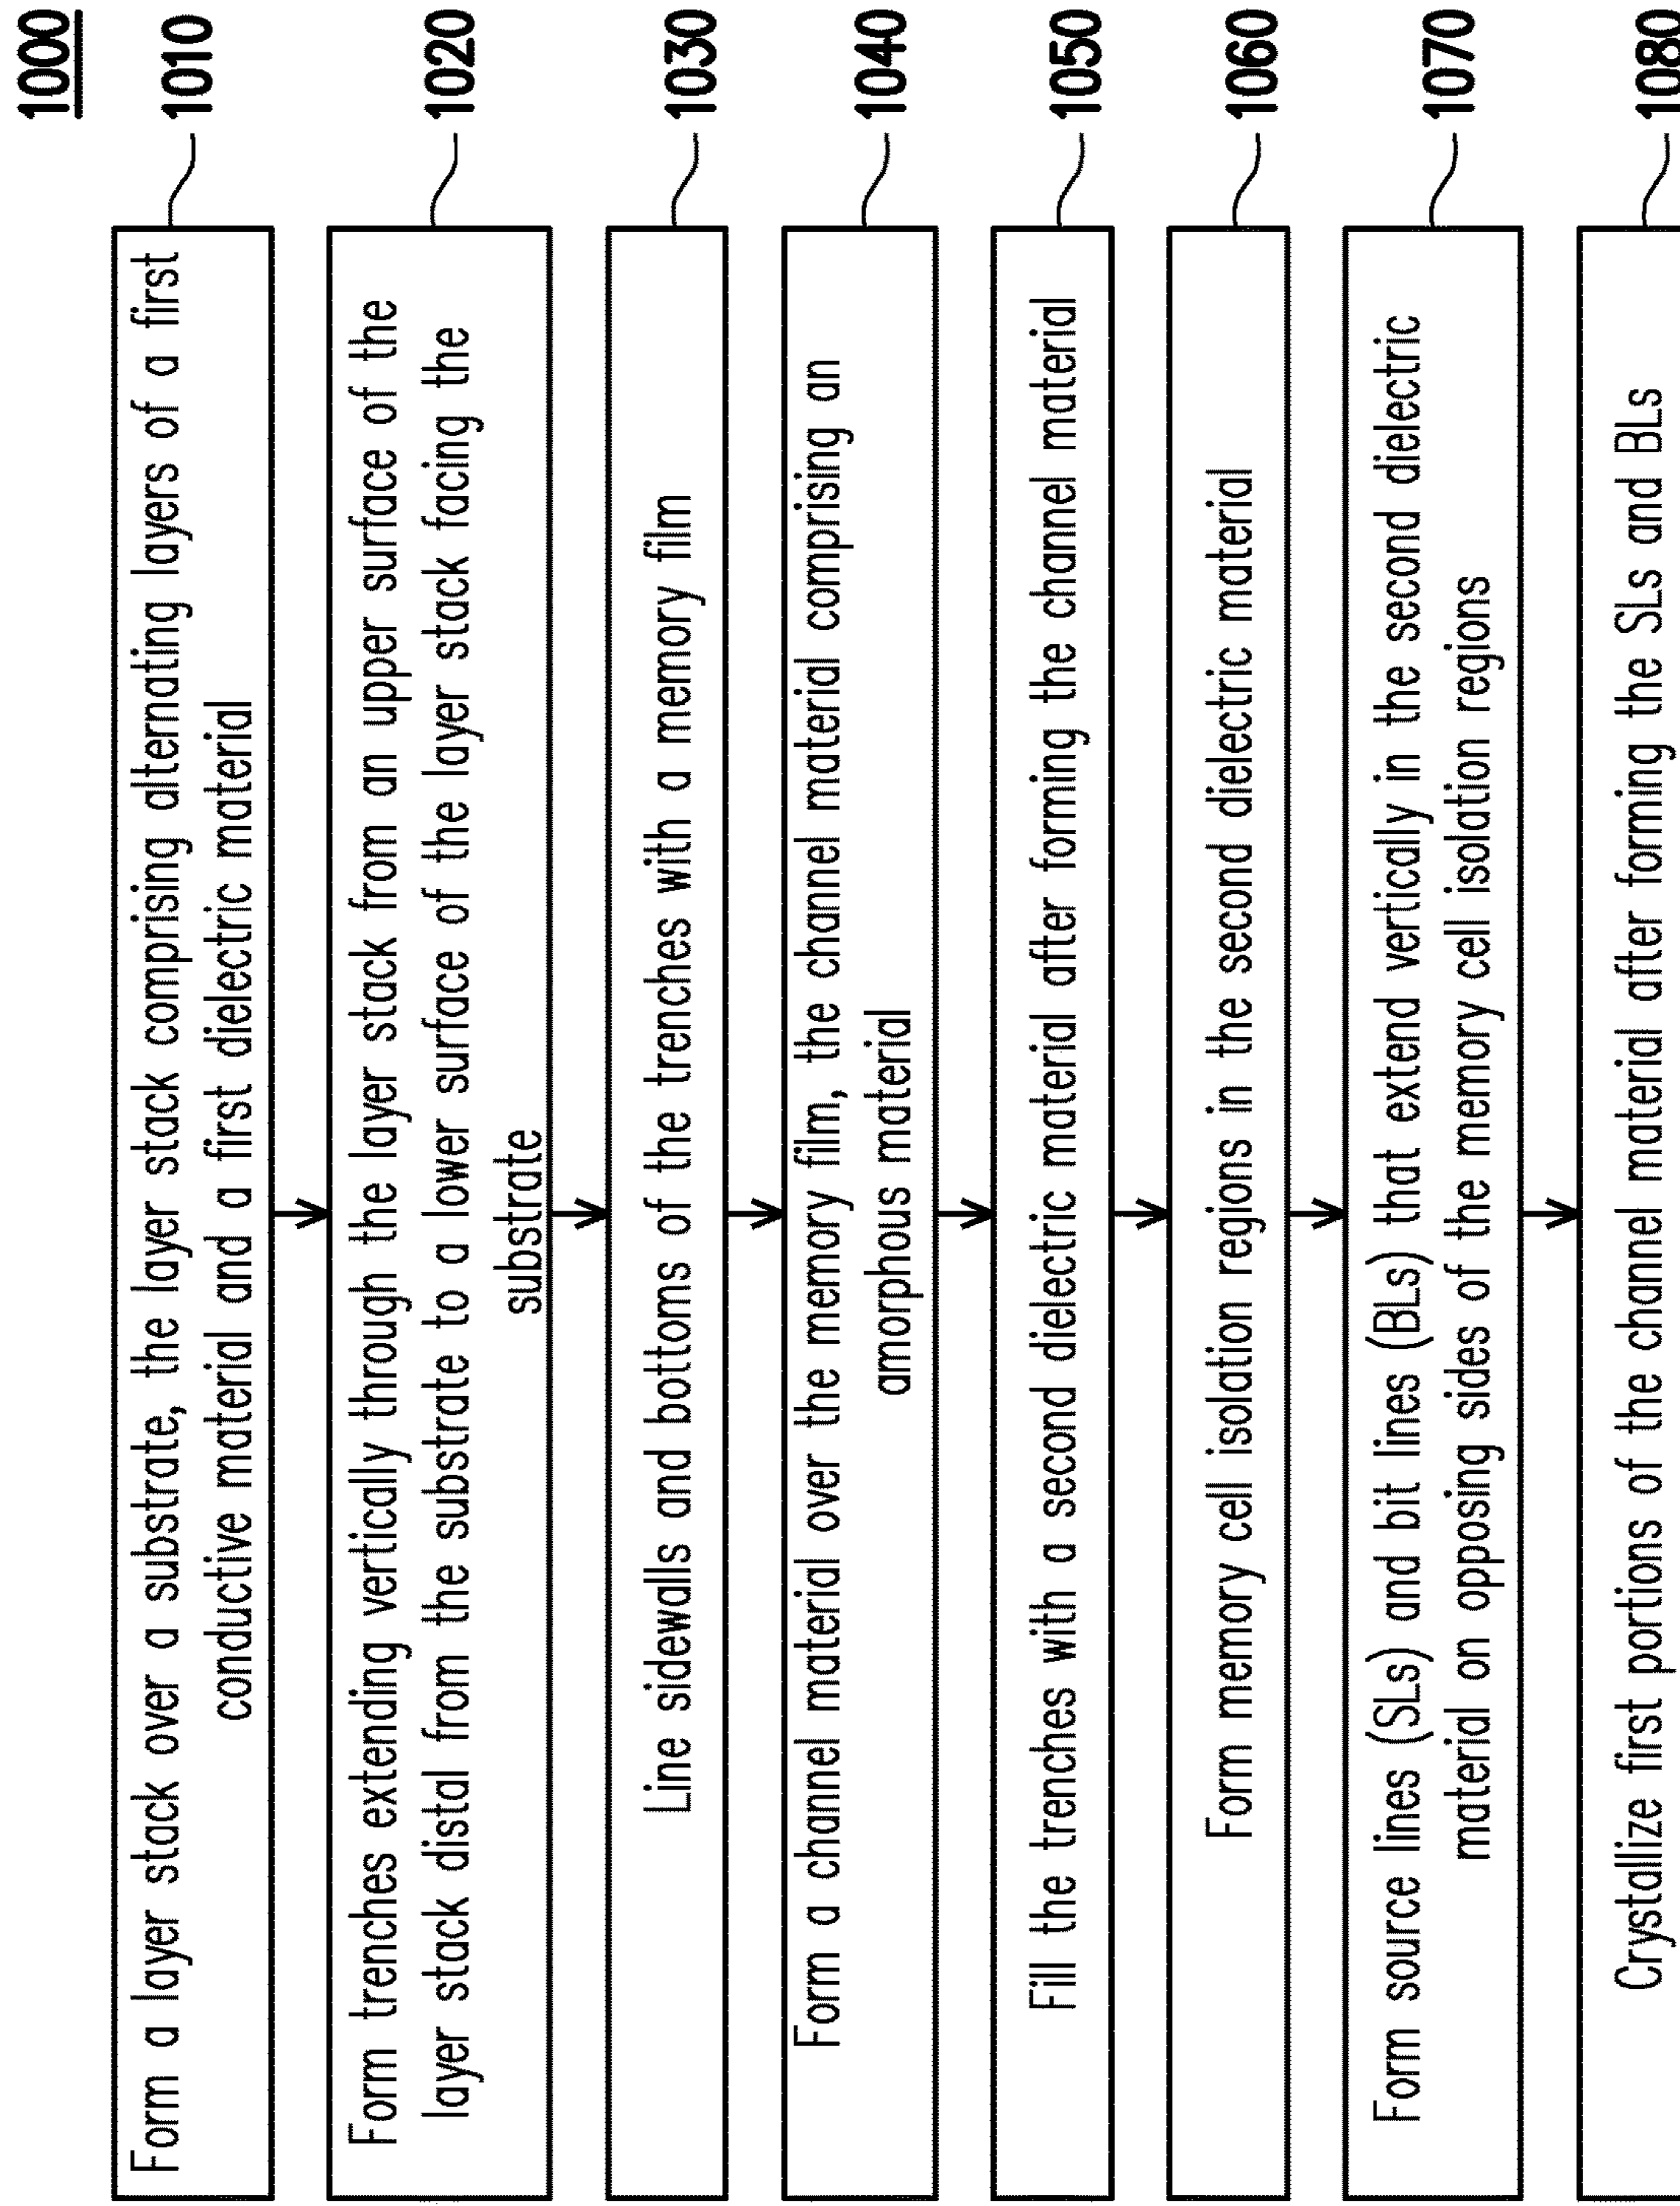 1000
Form a layer stack over a substrate, the layer stack comprising alternating layers of a first
conductive material and a first dielectric material
1010
Form trenches extending vertically through the layer stack from an upper surface of the
layer stack distal from the substrate to a lower surface of the layer stack facing the
substrate
1020
Line sidewalls and bottoms of the trenches with a memory film
1030
Form a channel material over the memory film, the channel material comprising an
amorphous material
1040
Fill the trenches with a second dielectric material after forming the channel material
1050
Form memory cell isolation regions in the second dielectric material
1060
Form source lines (SLs) and bit lines (BLs) that extend vertically in the second dielectric
material on opposing sides of the memory cell isolation regions
1070
Crystallize first portions of the channel material after forming the SLs and BLs
1080